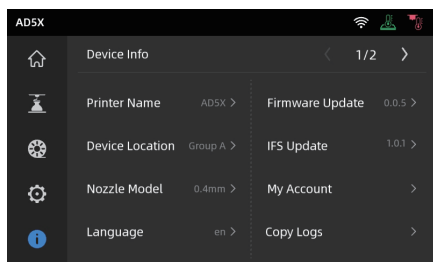 AD5X
Device Info 1/2
Printer Name AD5X
Firmware Update 0.0.5
Device Location Group A
IFS Update 1.0.1
Nozzle Model 0.4mm
My Account
Language en
Copy Logs